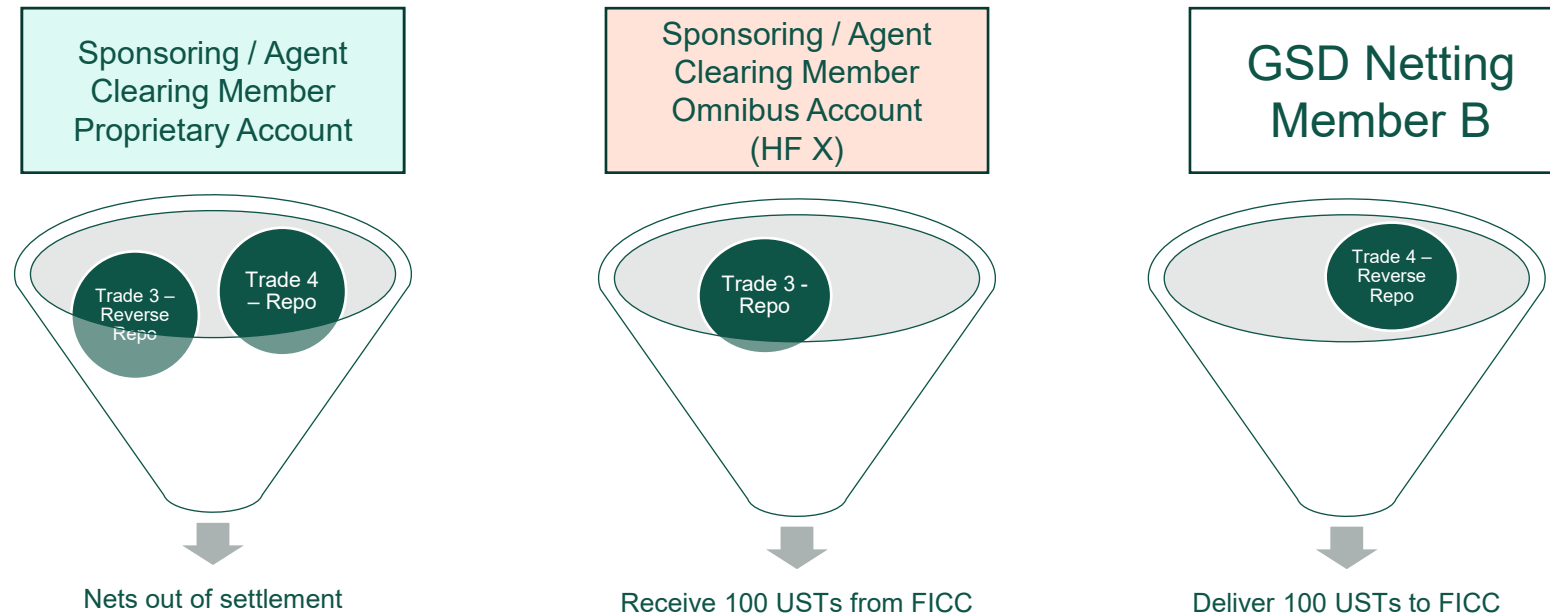 Sponsoring / Agent
Clearing Member
Proprietary Account
Sponsoring / Agent
Clearing Member
Omnibus Account
(HF X)
GSD Netting
Member B
Trade 3 –
Reverse
Repo
Trade 4
– Repo
Trade 3 -
Repo
Trade 4 –
Reverse
Repo
Nets out of settlement
Receive 100 USTs from FICC
Deliver 100 USTs to FICC